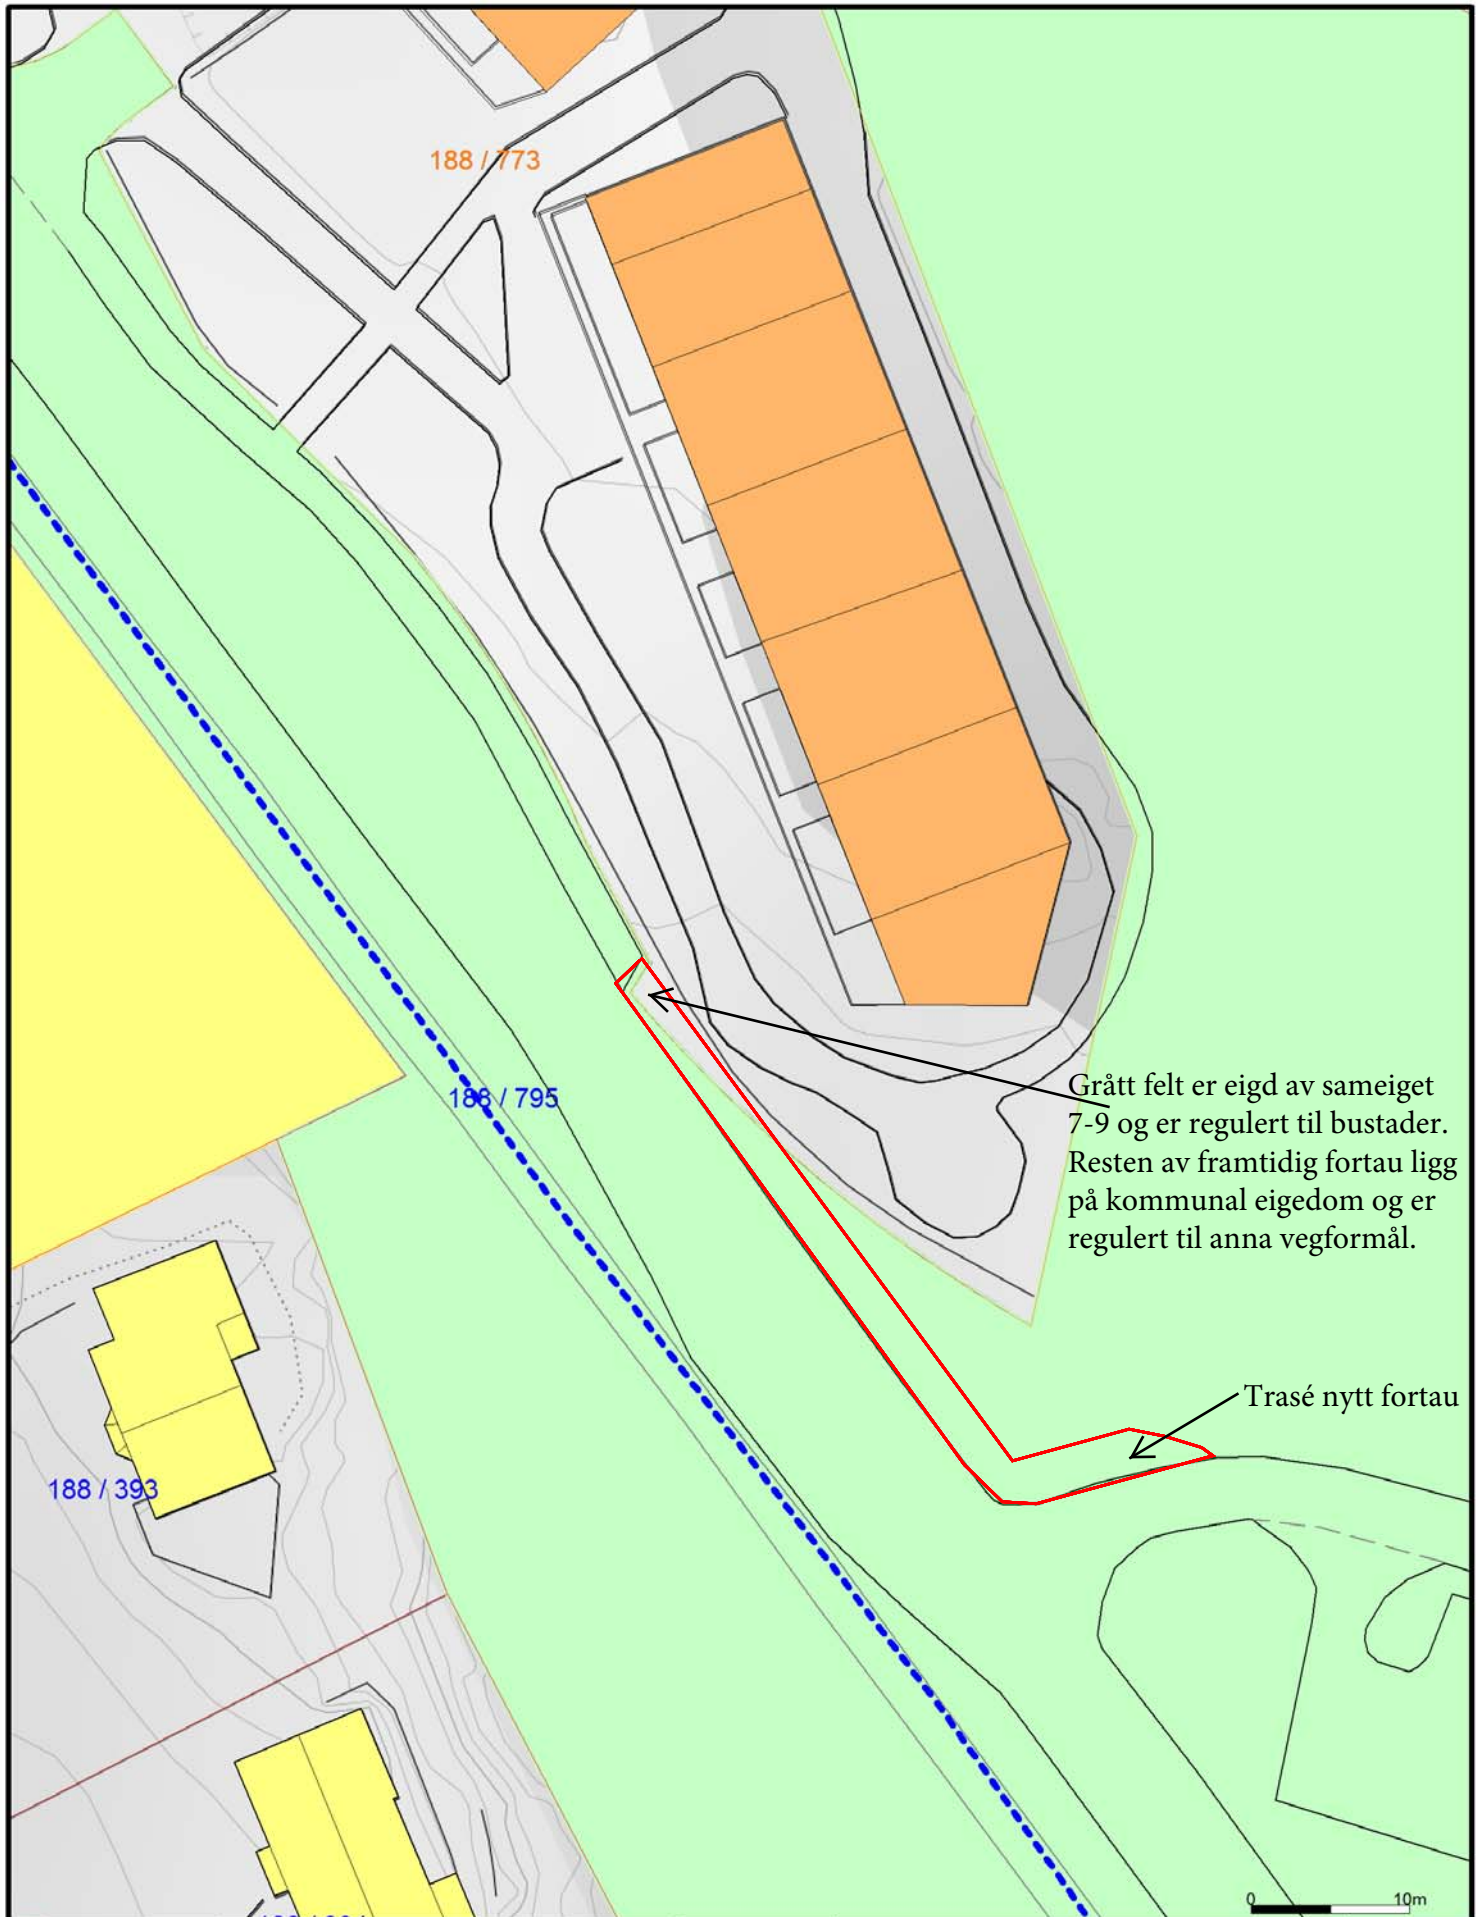 188 / 773
188 / 795
Grått felt er eigd av sameiget
7-9 og er regulert til bustader.
Resten av framtidig fortau ligg
på kommunal eigedom og er
regulert til anna vegformål.
Trasé nytt fortau
188 / 393
0 10m